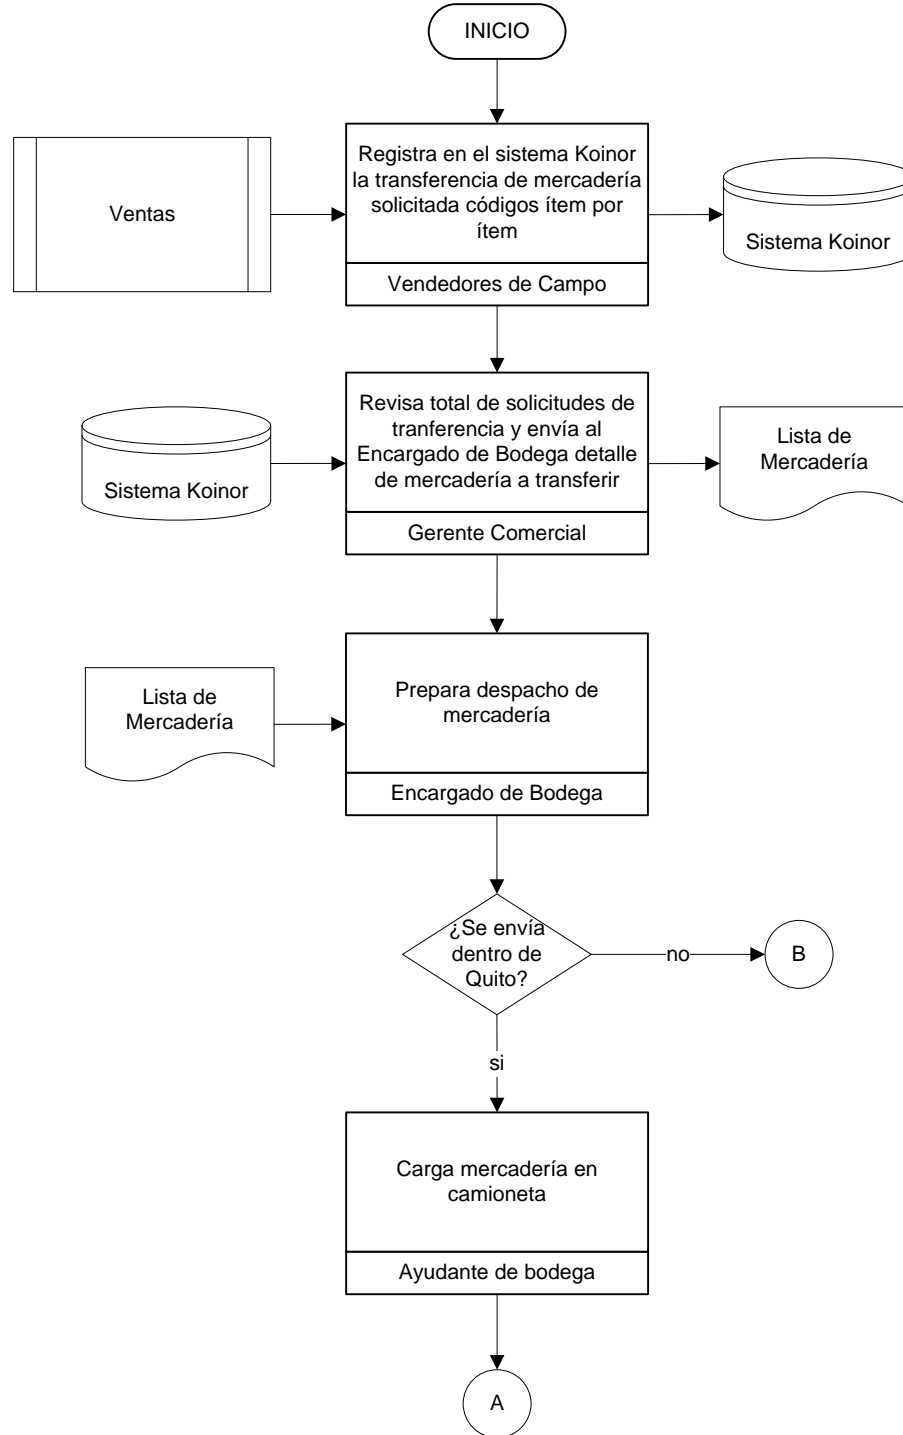 INICIO
Ventas
Registra en el sistema Koinor
la transferencia de mercadería
solicitada códigos ítem por
ítem
Vendedores de Campo
Sistema Koinor
Sistema Koinor
Revisa total de solicitudes de
tranferencia y envía al
Encargado de Bodega detalle
de mercadería a transferir
Gerente Comercial
Lista de
Mercadería
Lista de
Mercadería
Prepara despacho de
mercadería
Encargado de Bodega
¿Se envía
dentro de
Quito?
no
B
si
Carga mercadería en
camioneta
Ayudante de bodega
A